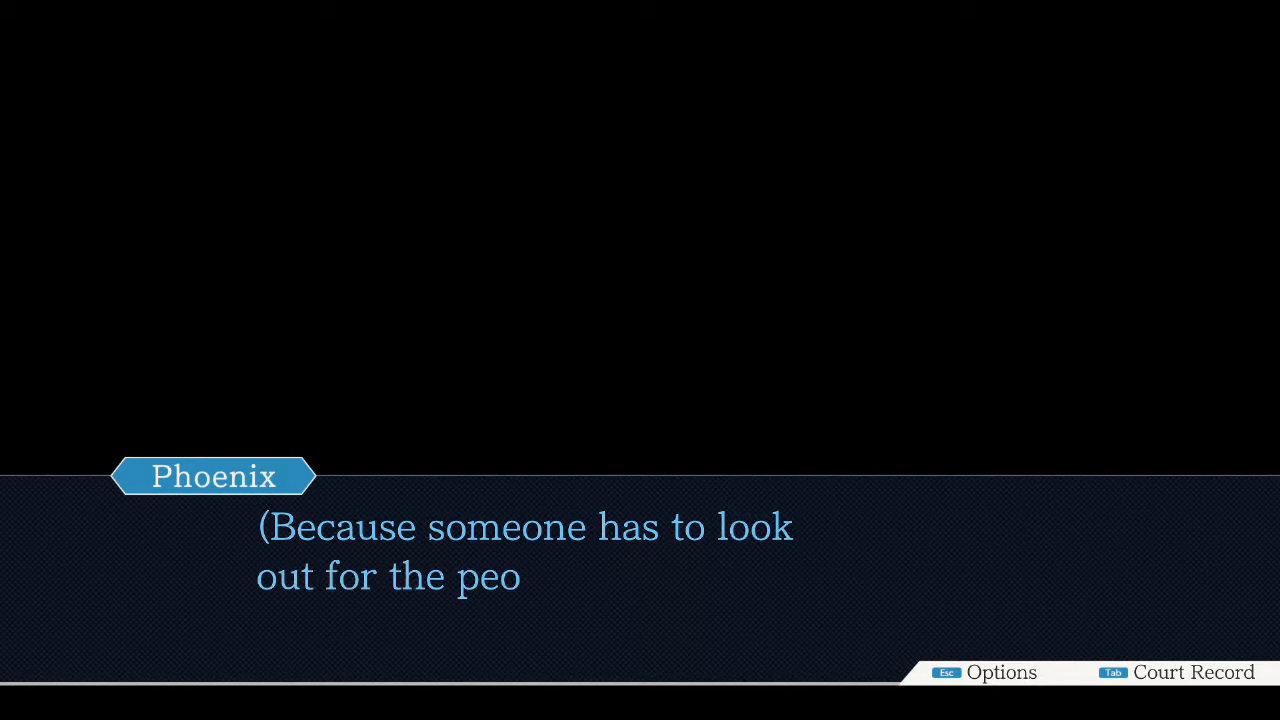 Phoenix
(Because someone has to look
out for the peo
Esc Options Tab Court Record